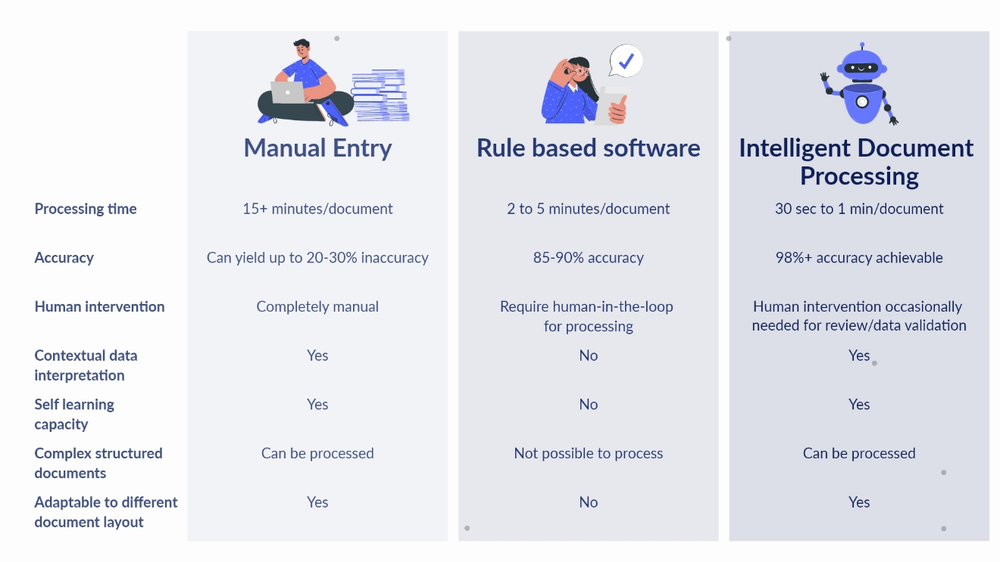 Manual Entry
Rule based software
Intelligent Document
Processing
Processing time
15+ minutes/document
2 to 5 minutes/document
30 sec to 1 min/document
Accuracy
Can yield up to 20-30% inaccuracy
85-90% accuracy
98%+ accuracy achievable
Human intervention
Completely manual
Require human-in-the-loop
for processing
Human intervention occasionally
needed for review/data validation
Contextual data
interpretation
Yes
No
Yes
Self learning
capacity
Yes
No
Yes
Complex structured
documents
Can be processed
Not possible to process
Can be processed
Adaptable to different
document layout
Yes
No
Yes